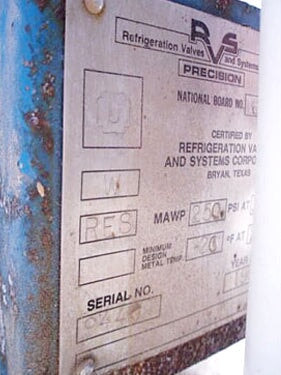 RVS
Refrigeration Valves and Systems
PRECISION
NATIONAL BOARD NO.
U
CERTIFIED BY
REFRIGERATION VA
AND SYSTEMS CORPO
BRYAN, TEXAS
W
RES
MAWP 250 PSI AT
MINIMUM DESIGN METAL TEMP. -20 °F AT
YEAR
SERIAL NO.